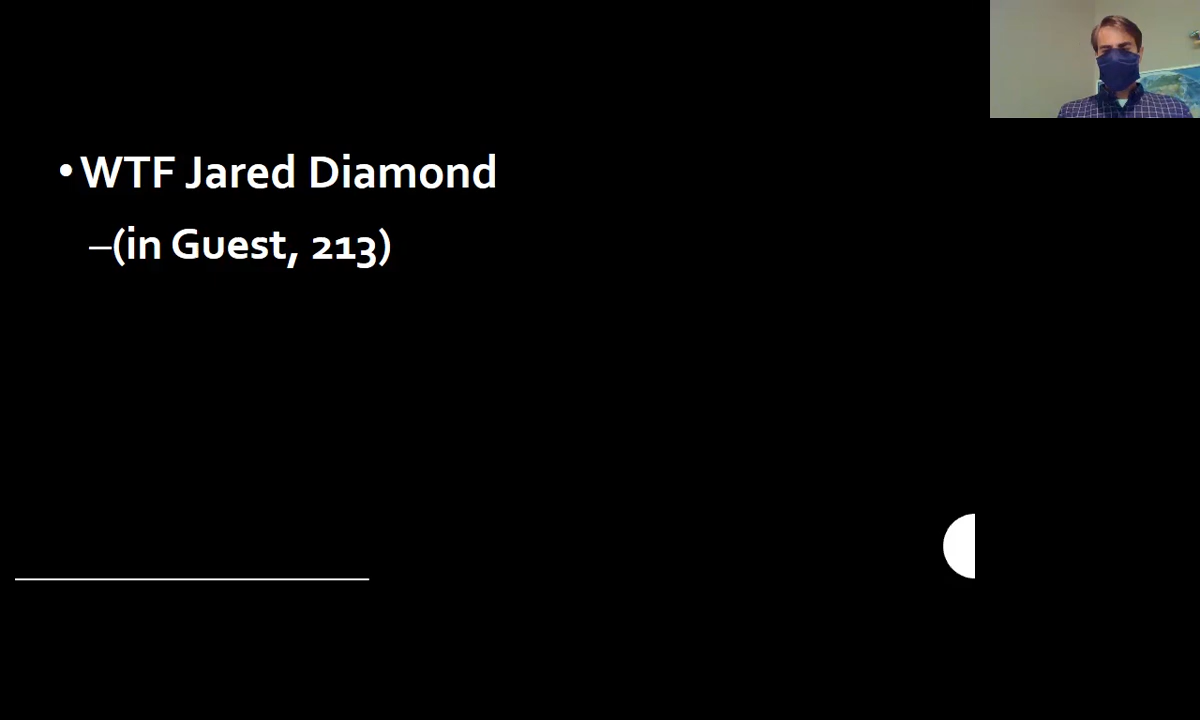 • WTF Jared Diamond
–(in Guest, 213)